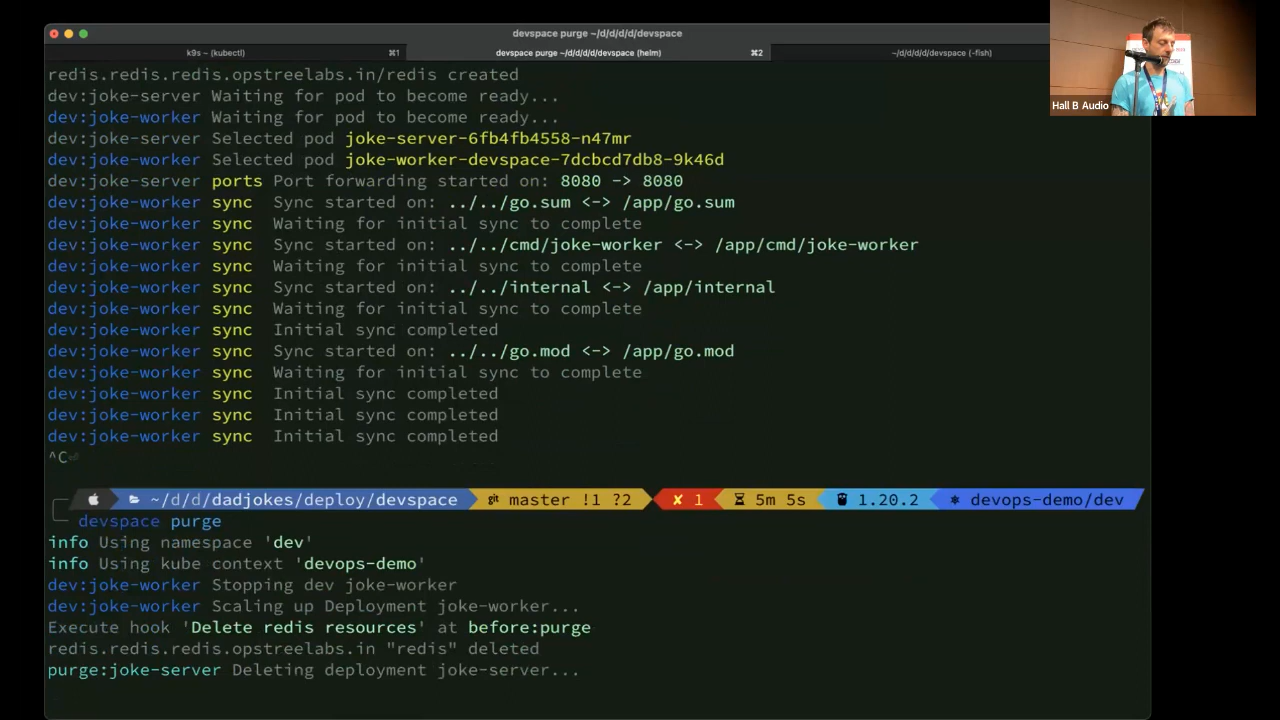 devspace purge ~/d/d/d/d/devspace
k9s ~ (kubectl) ⌘1 devspace purge ~/d/d/d/d/devspace (helm) ⌘2 ~/d/d/d/d/devspace (-fish)
redis.redis.redis.opstreelabs.in/redis created
dev:joke-server Waiting for pod to become ready...
dev:joke-worker Waiting for pod to become ready...
dev:joke-server Selected pod joke-server-6fb4fb4558-n47mr
dev:joke-worker Selected pod joke-worker-devspace-7dcbcd7db8-9k46d
dev:joke-server ports Port forwarding started on: 8080 -> 8080
dev:joke-worker sync Sync started on: ../../go.sum <-> /app/go.sum
dev:joke-worker sync Waiting for initial sync to complete
dev:joke-worker sync Sync started on: ../../cmd/joke-worker <-> /app/cmd/joke-worker
dev:joke-worker sync Waiting for initial sync to complete
dev:joke-worker sync Sync started on: ../../internal <-> /app/internal
dev:joke-worker sync Waiting for initial sync to complete
dev:joke-worker sync Initial sync completed
dev:joke-worker sync Sync started on: ../../go.mod <-> /app/go.mod
dev:joke-worker sync Waiting for initial sync to complete
dev:joke-worker sync Initial sync completed
dev:joke-worker sync Initial sync completed
dev:joke-worker sync Initial sync completed
^C⏎
~/d/d/dadjokes/deploy/devspace git master !1 ?2 ✘ 1 5m 5s 1.20.2 ⎈ devops-demo/dev
devspace purge
info Using namespace 'dev'
info Using kube context 'devops-demo'
dev:joke-worker Stopping dev joke-worker
dev:joke-worker Scaling up Deployment joke-worker...
Execute hook 'Delete redis resources' at before:purge
redis.redis.redis.opstreelabs.in "redis" deleted
purge:joke-server Deleting deployment joke-server...
Hall B Audio